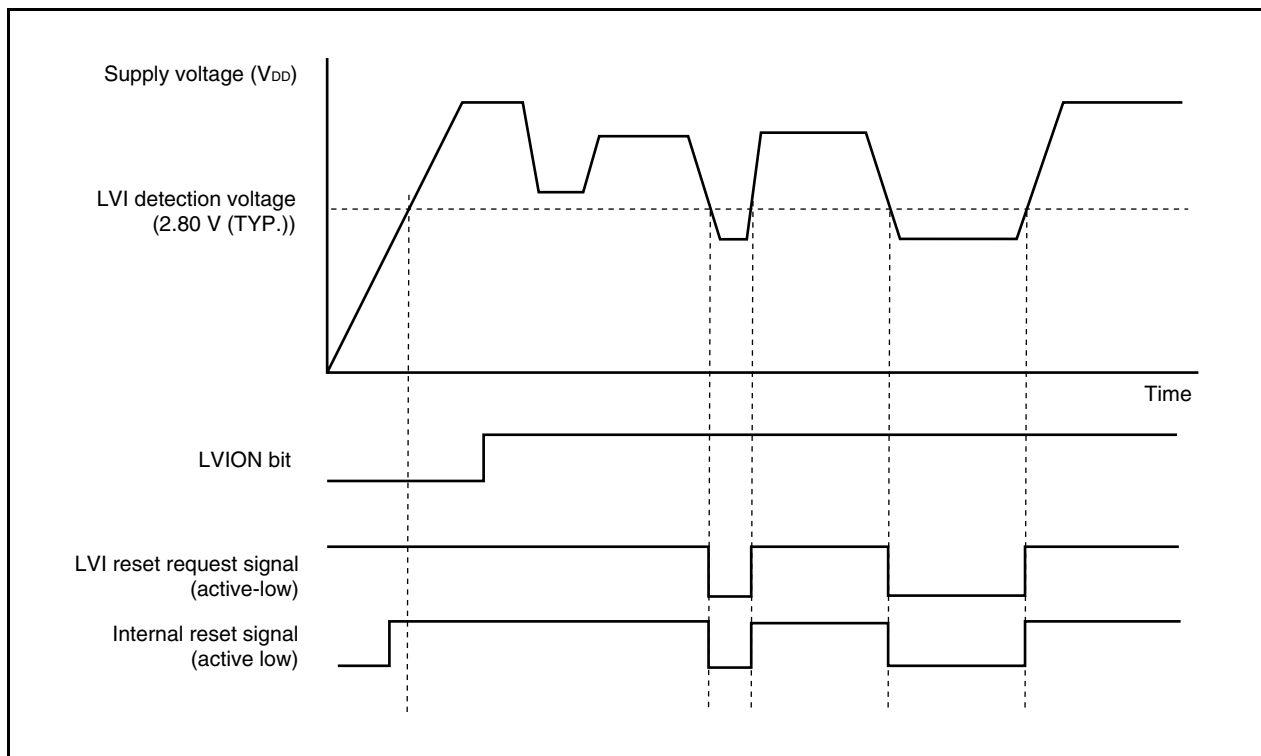 Supply voltage (VDD)
LVI detection voltage
(2.80 V (TYP.))
Time
LVION bit
LVI reset request signal
(active-low)
Internal reset signal
(active low)